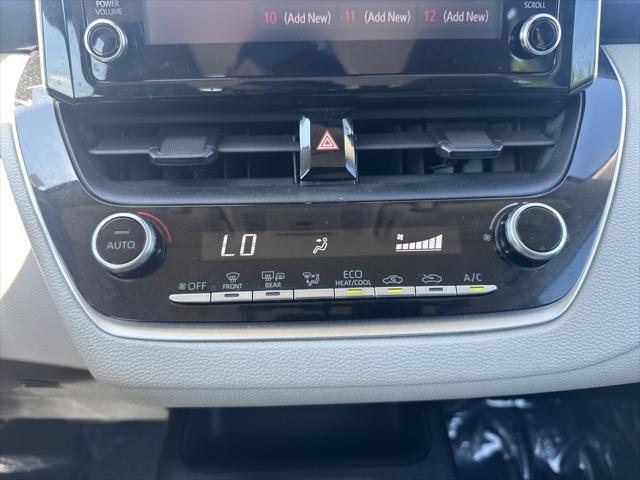 POWER
VOLUME
10 (Add New) 11 (Add New) 12 (Add New)
SCROLL
AUTO
LO
OFF FRONT REAR ECO HEAT/COOL A/C